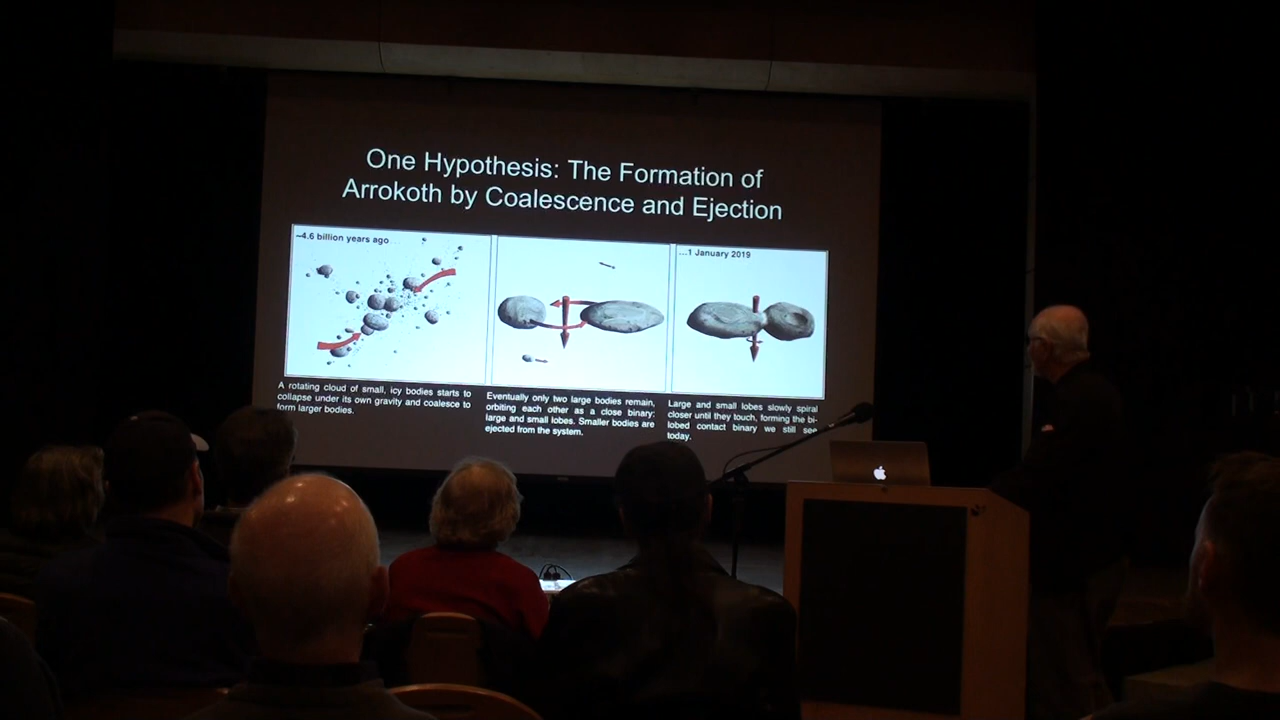 One Hypothesis: The Formation of
Arrokoth by Coalescence and Ejection
~4.6 billion years ago
...1 January 2019
A rotating cloud of small, icy bodies starts to
collapse under its own gravity and coalesce to
form larger bodies.
Eventually only two large bodies remain,
orbiting each other as a close binary:
large and small lobes. Smaller bodies are
ejected from the system.
Large and small lobes slowly spiral
closer until they touch, forming the bi-
lobed contact binary we still see
today.